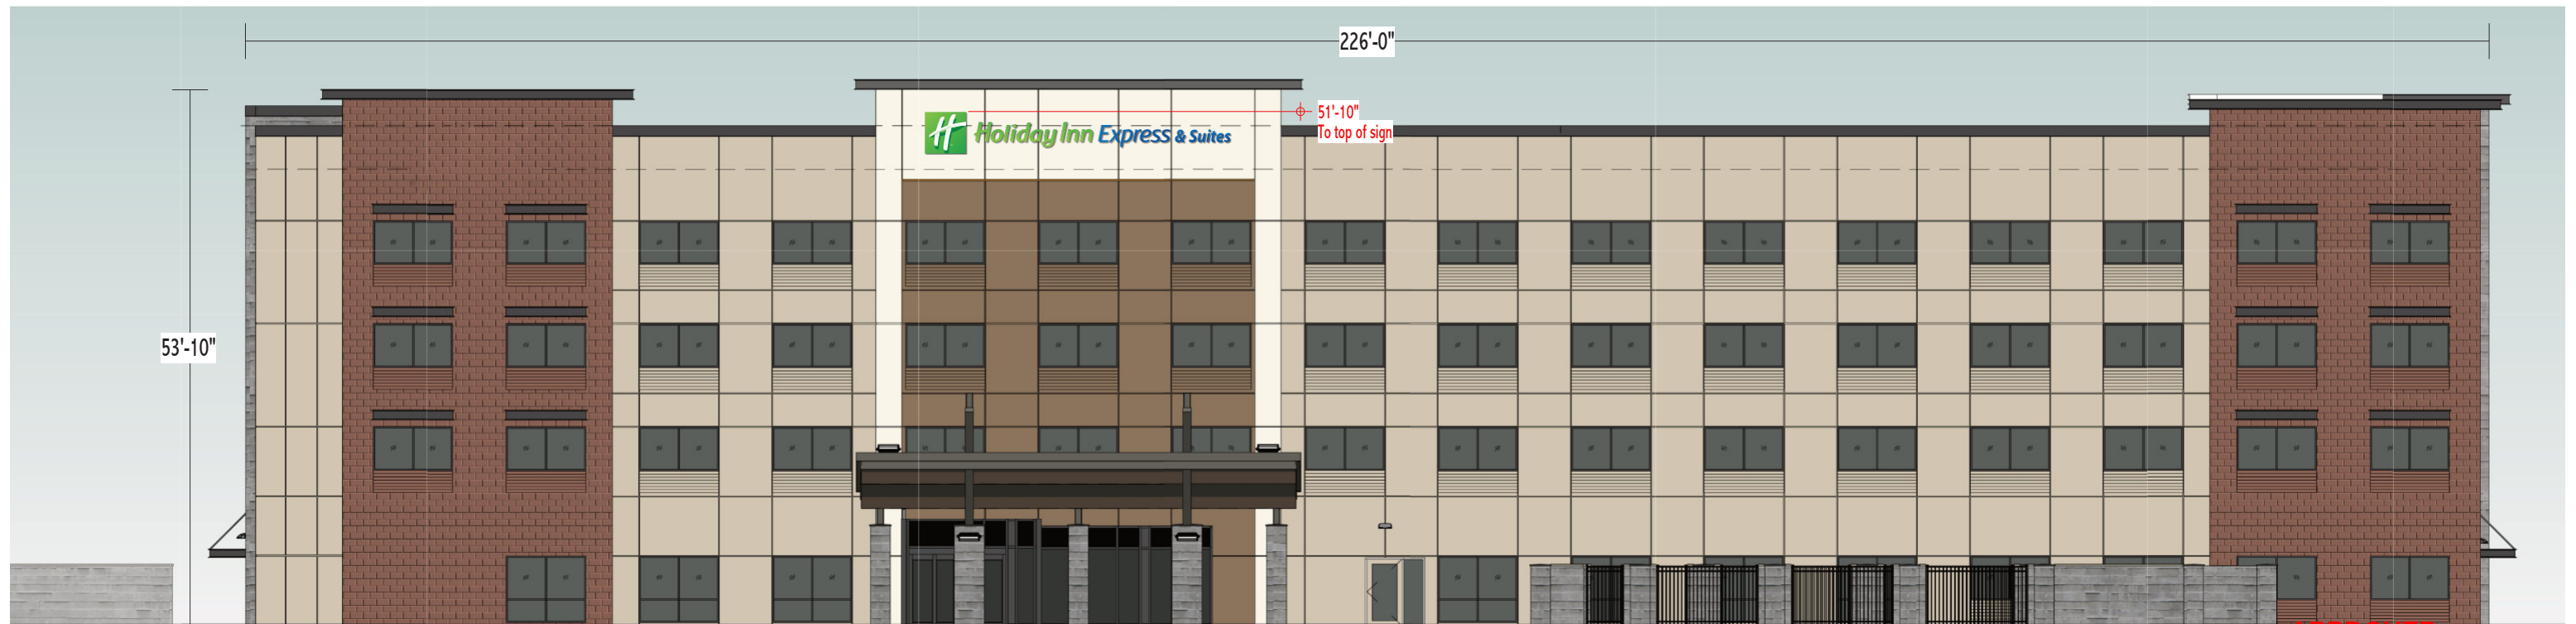 226'-0"
51'-10"
To top of sign
H Holiday Inn Express & Suites
53'-10"